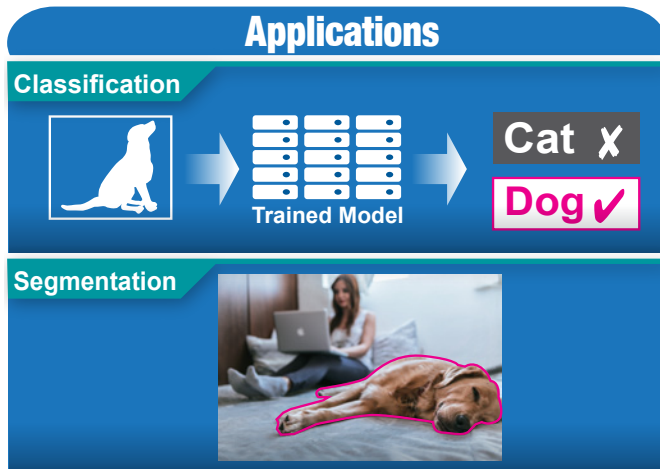 Applications
Classification
Cat ✗
Trained Model
Dog ✓
Segmentation